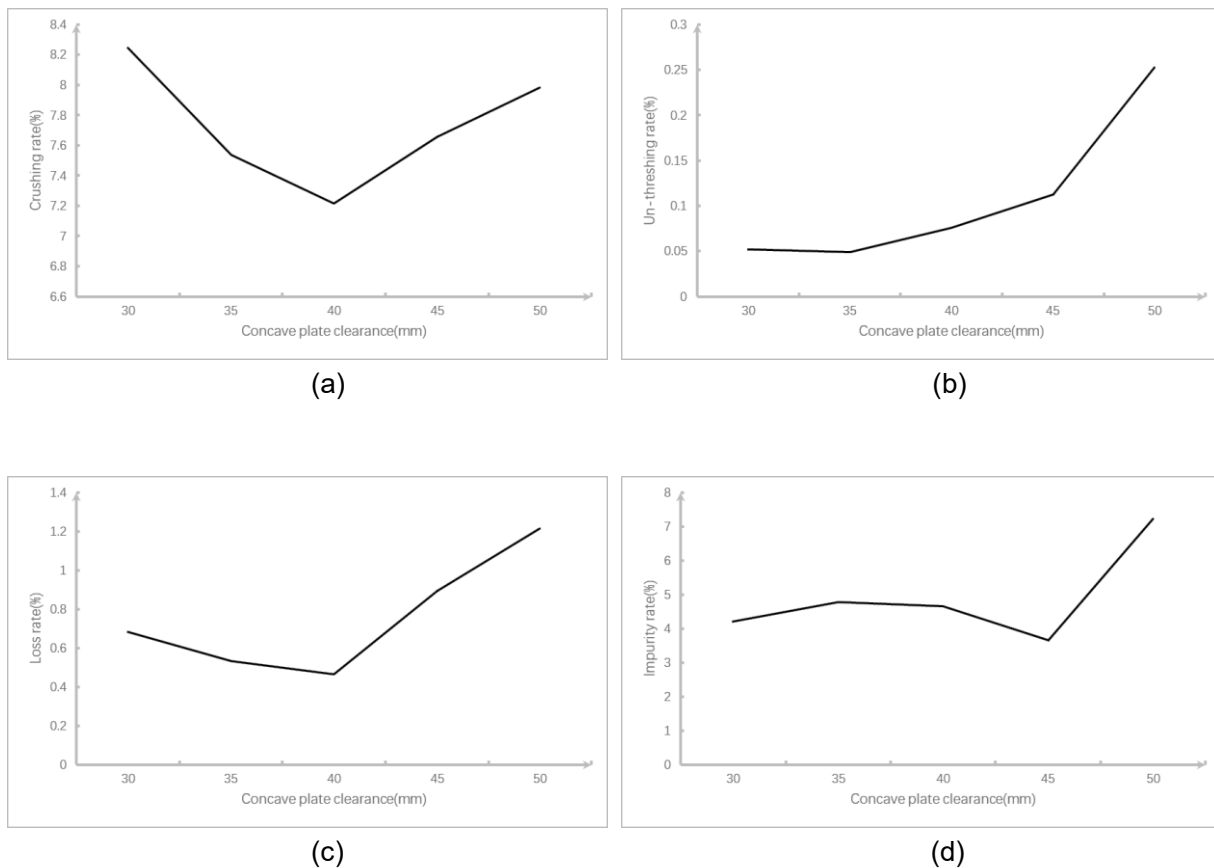 8.4
8.2
8
7.8
7.6
7.4
7.2
7
6.8
6.6
Crushing rate(%)
30 35 40 45 50
Concave plate clearance(mm)
(a)
0.3
0.25
0.2
0.15
0.1
0.05
0
Un-threshing rate(%)
30 35 40 45 50
Concave plate clearance(mm)
(b)
1.4
1.2
1
0.8
0.6
0.4
0.2
0
Loss rate(%)
30 35 40 45 50
Concave plate clearance(mm)
(c)
8
7
6
5
4
3
2
1
0
Impurity rate(%)
30 35 40 45 50
Concave plate clearance(mm)
(d)